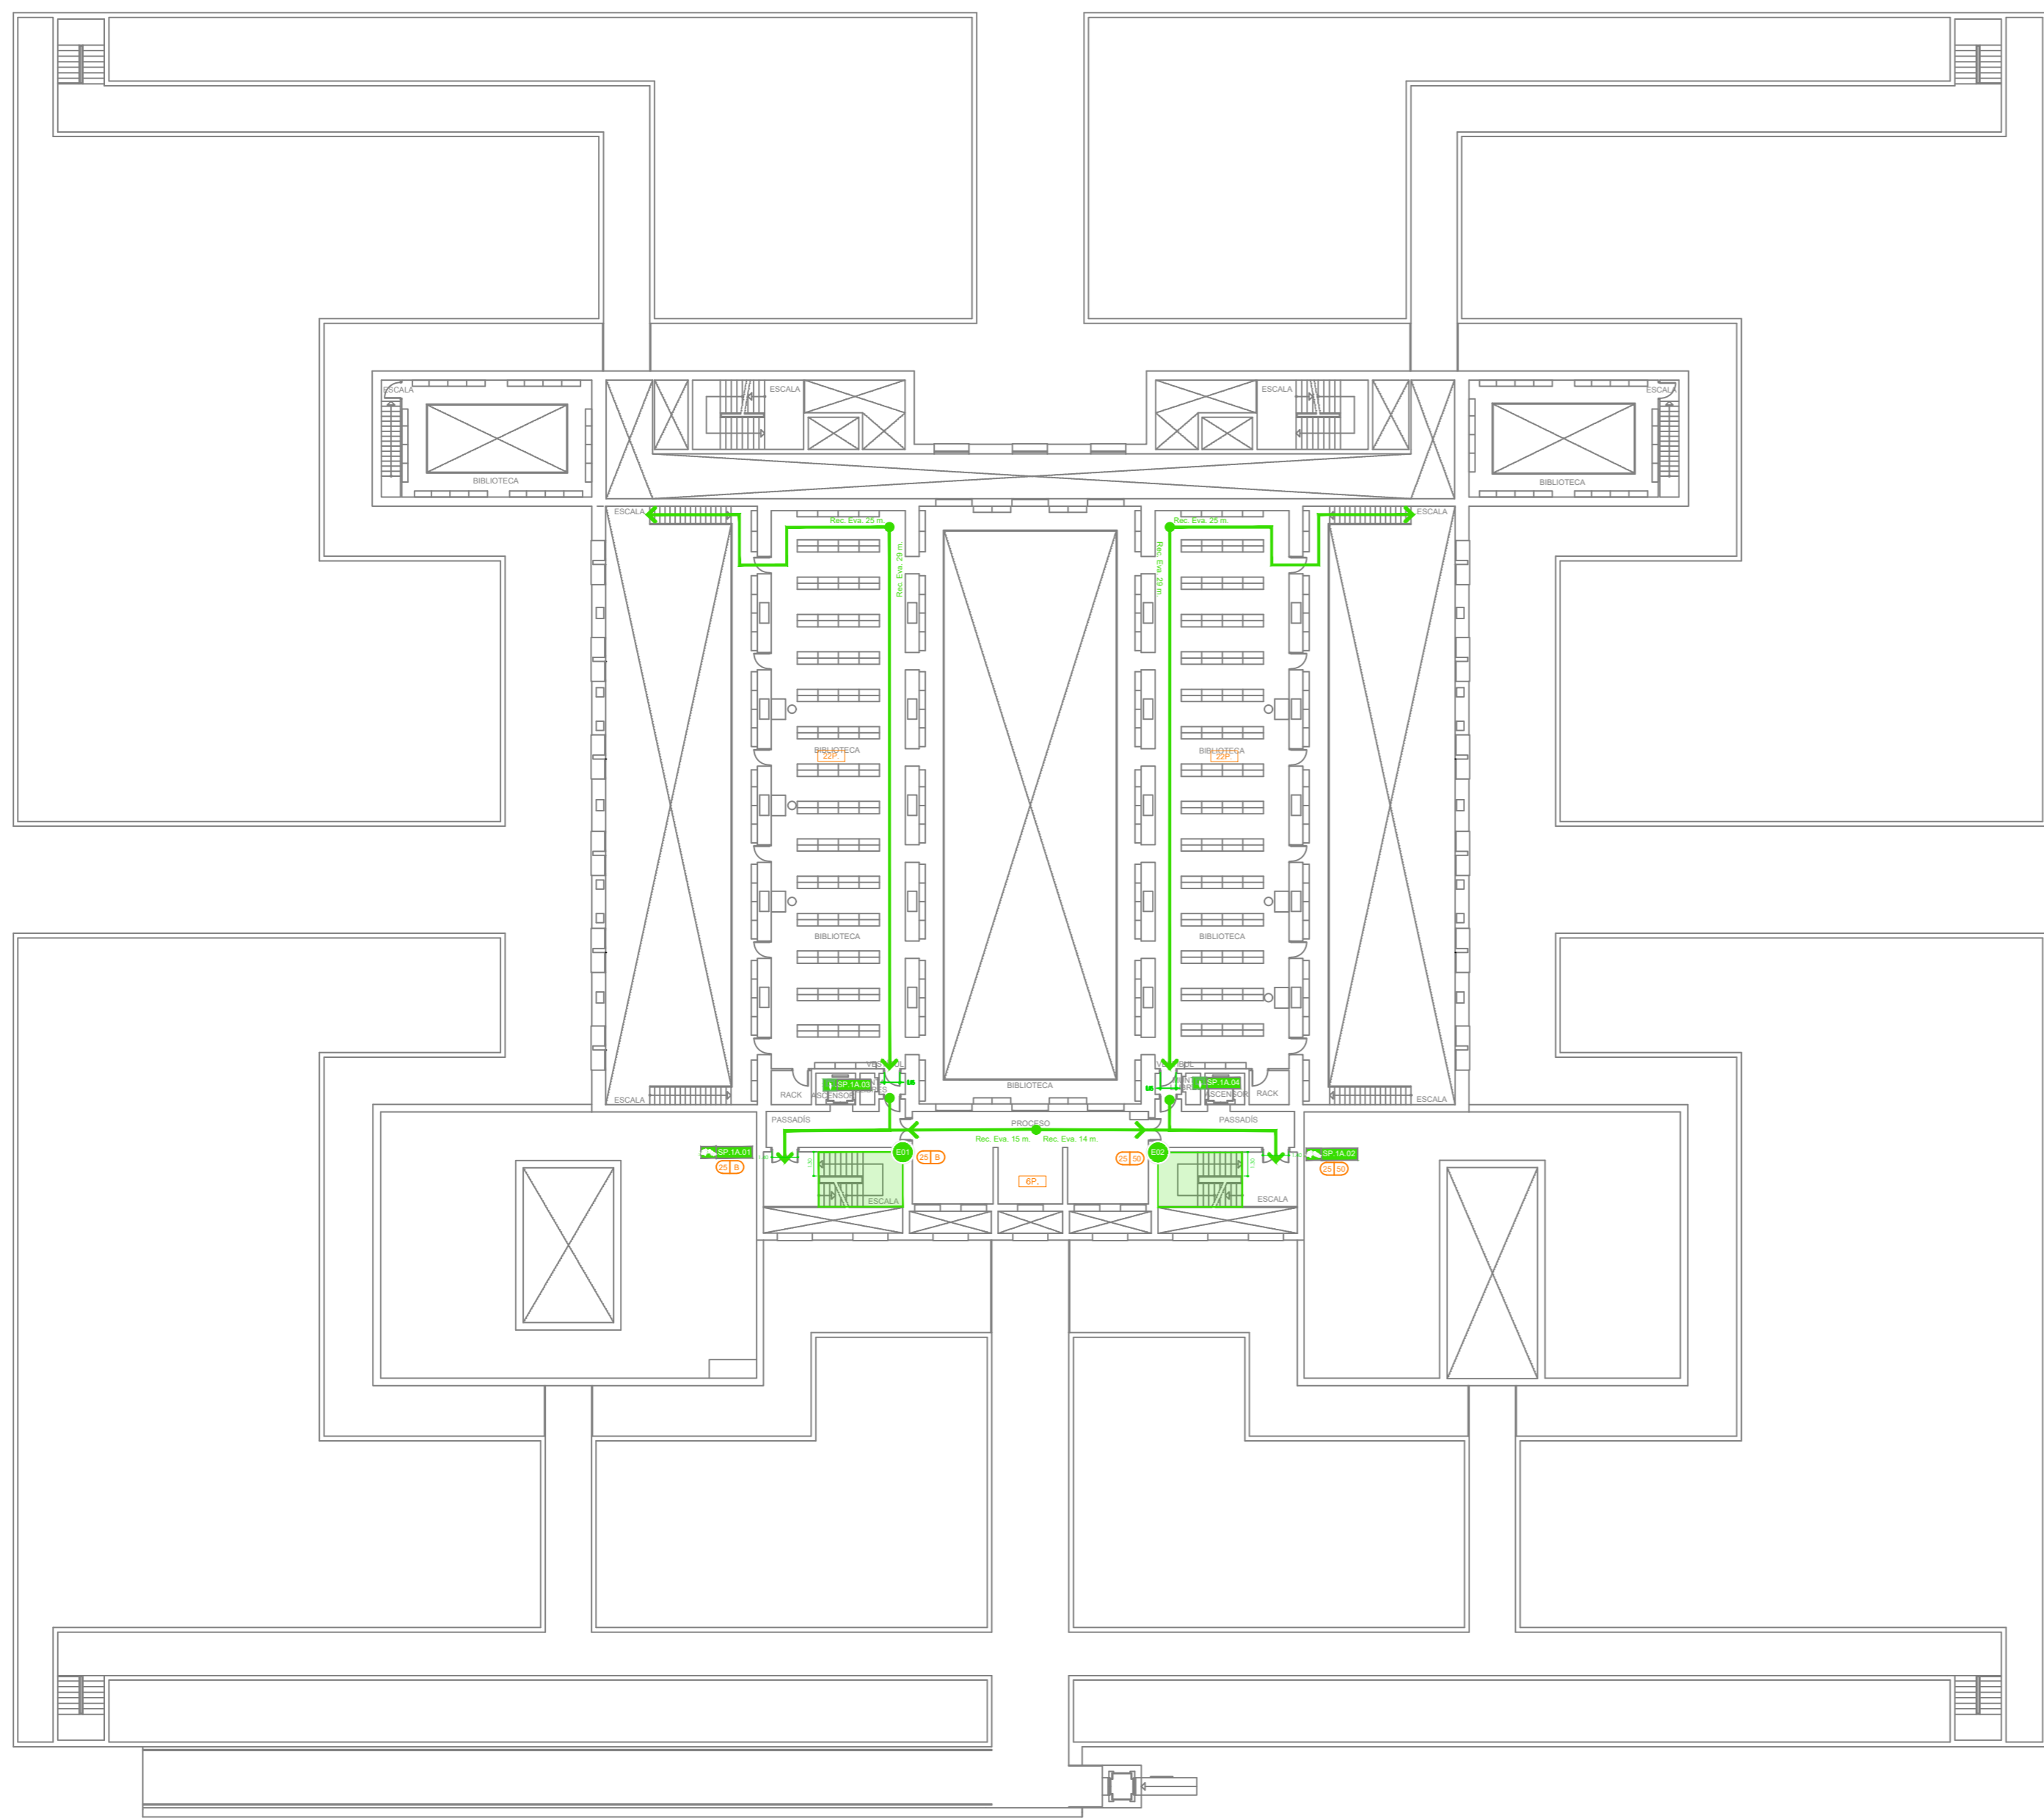 ESCALA
ESCALA
ESCALA
ESCALA
BIBLIOTECA
BIBLIOTECA
ESCALA
Rec. Eva. 25 m.
Rec. Eva. 25 m.
ESCALA
Rec. Eva. 29 m.
Rec. Eva. 29 m.
BIBLIOTECA
22P.
BIBLIOTECA
22P.
BIBLIOTECA
BIBLIOTECA
SP.1A.03
SP.1A.04
BIBLIOTECA
RACK
ASCENSOR
ASCENSOR
RACK
ESCALA
ESCALA
PASSADÍS
PROCESO
PASSADÍS
Rec. Eva. 15 m.
Rec. Eva. 14 m.
SP.1A.01
E01
E02
SP.1A.02
25 B
25 B
25 50
25 50
6P.
ESCALA
ESCALA